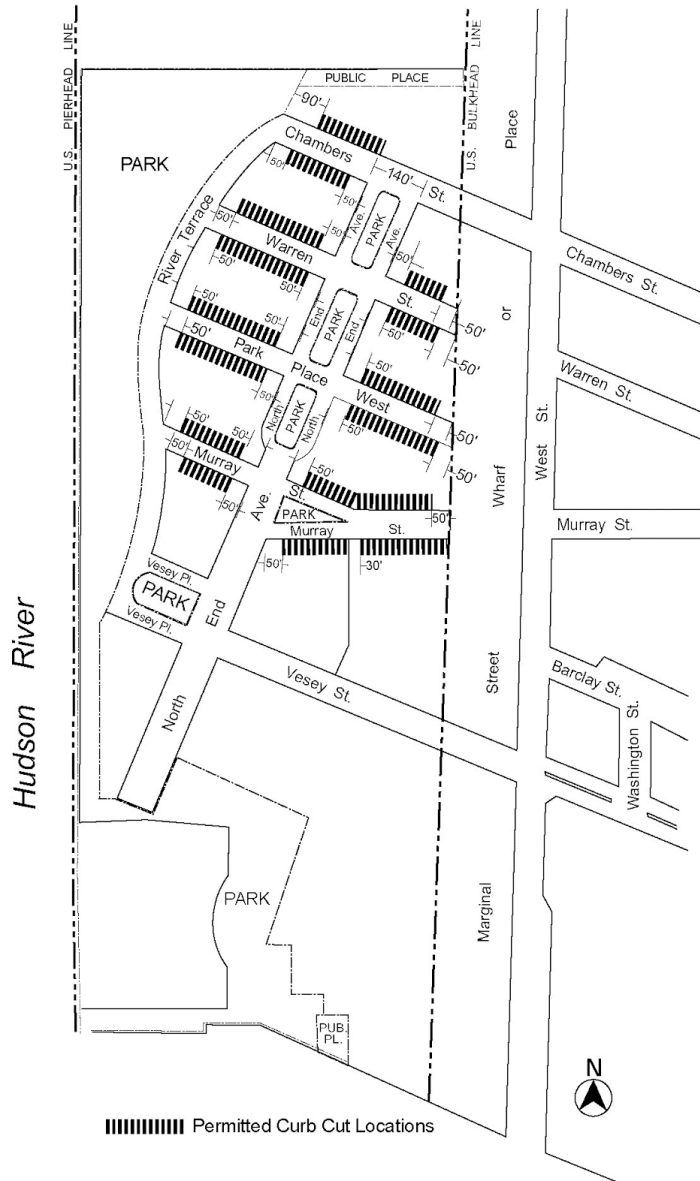 U.S. PIERHEAD LINE
U.S. BULKHEAD LINE
PUBLIC PLACE
90'
PARK
Chambers St.
140'
50'
50'
Place
River Terrace
50'
Warren St.
Ave.
PARK
Ave.
50'
50'
50'
or
Chambers St.
50'
50'
End
PARK
End
50'
50'
50'
Park Place West
50'
50'
Warren St.
North
PARK
North
50'
50'
50'
50'
50'
Murray St.
50'
50'
Ave.
50'
PARK
50'
Wharf
West St.
Murray St.
Murray St.
50'
30'
Vesey Pl.
PARK
Vesey Pl.
End
Hudson River
North
Vesey St.
Street
Barclay St.
Washington St.
PARK
Marginal
PUB.
PL.
N
Permitted Curb Cut Locations